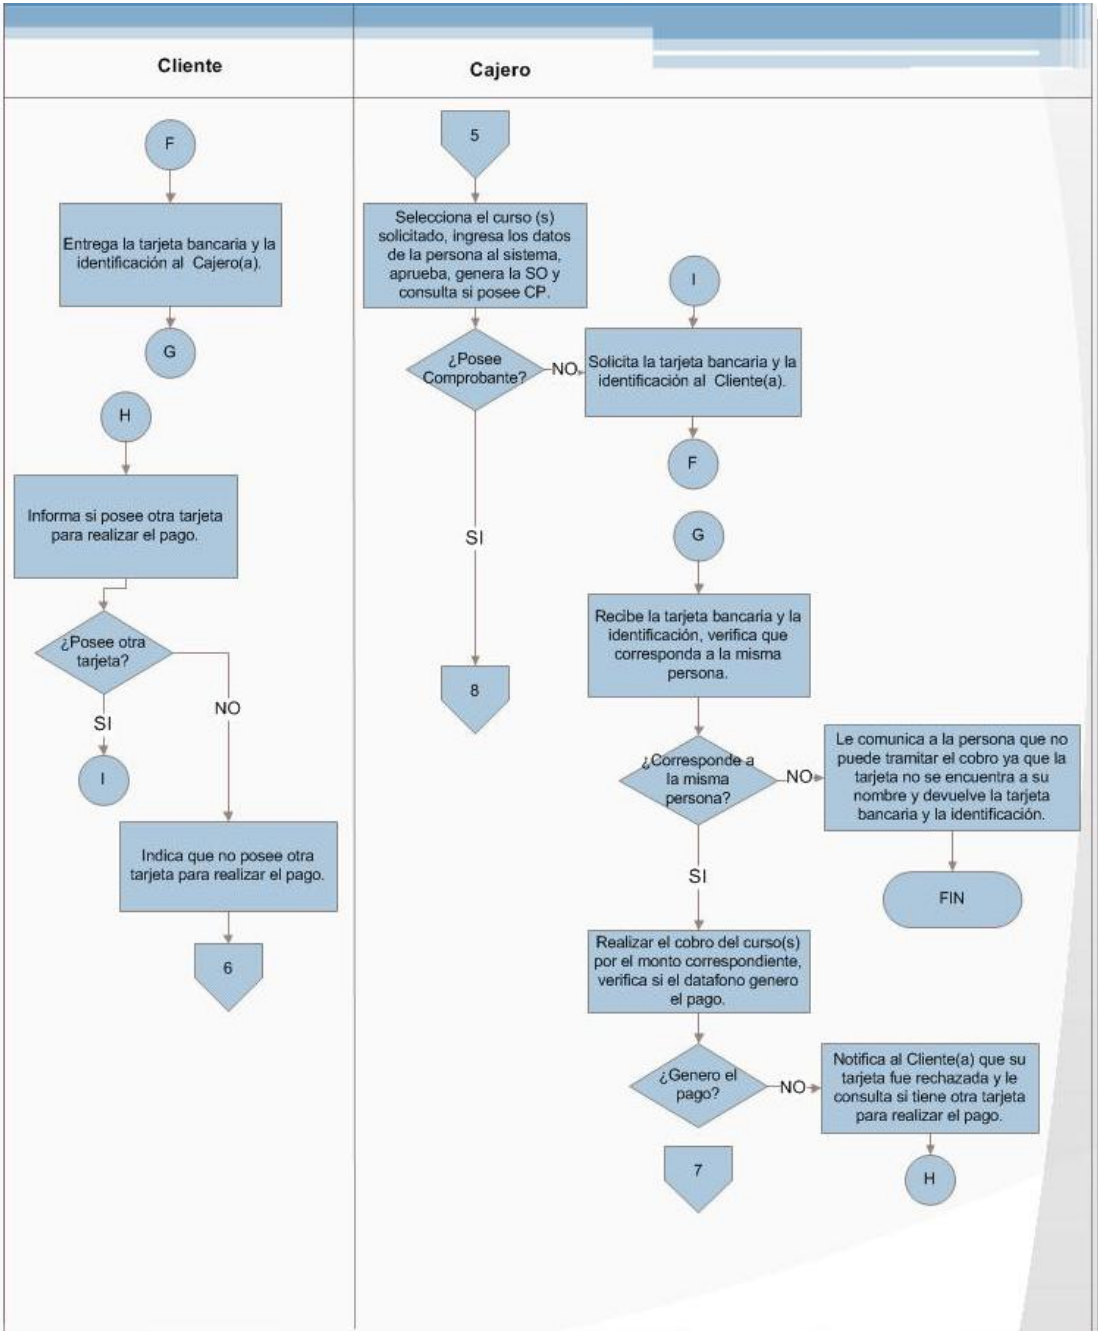 Cliente
Cajero
F
Entrega la tarjeta bancaria y la
identificación al Cajero(a).
G
H
Informa si posee otra tarjeta
para realizar el pago.
¿Posee otra
tarjeta?
SI
NO
I
Indica que no posee otra
tarjeta para realizar el pago.
6
5
Selecciona el curso (s)
solicitado, ingresa los datos
de la persona al sistema,
aprueba, genera la SO y
consulta si posee CP.
¿Posee
Comprobante?
NO
SI
8
I
Solicita la tarjeta bancaria y la
identificación al Cliente(a).
F
G
Recibe la tarjeta bancaria y la
identificación, verifica que
corresponda a la misma
persona.
¿Corresponde a
la misma
persona?
NO
Le comunica a la persona que no
puede tramitar el cobro ya que la
tarjeta no se encuentra a su
nombre y devuelve la tarjeta
bancaria y la identificación.
FIN
SI
Realizar el cobro del curso(s)
por el monto correspondiente,
verifica si el datafono genero
el pago.
¿Genero el
pago?
NO
Notifica al Cliente(a) que su
tarjeta fue rechazada y le
consulta si tiene otra tarjeta
para realizar el pago.
H
7